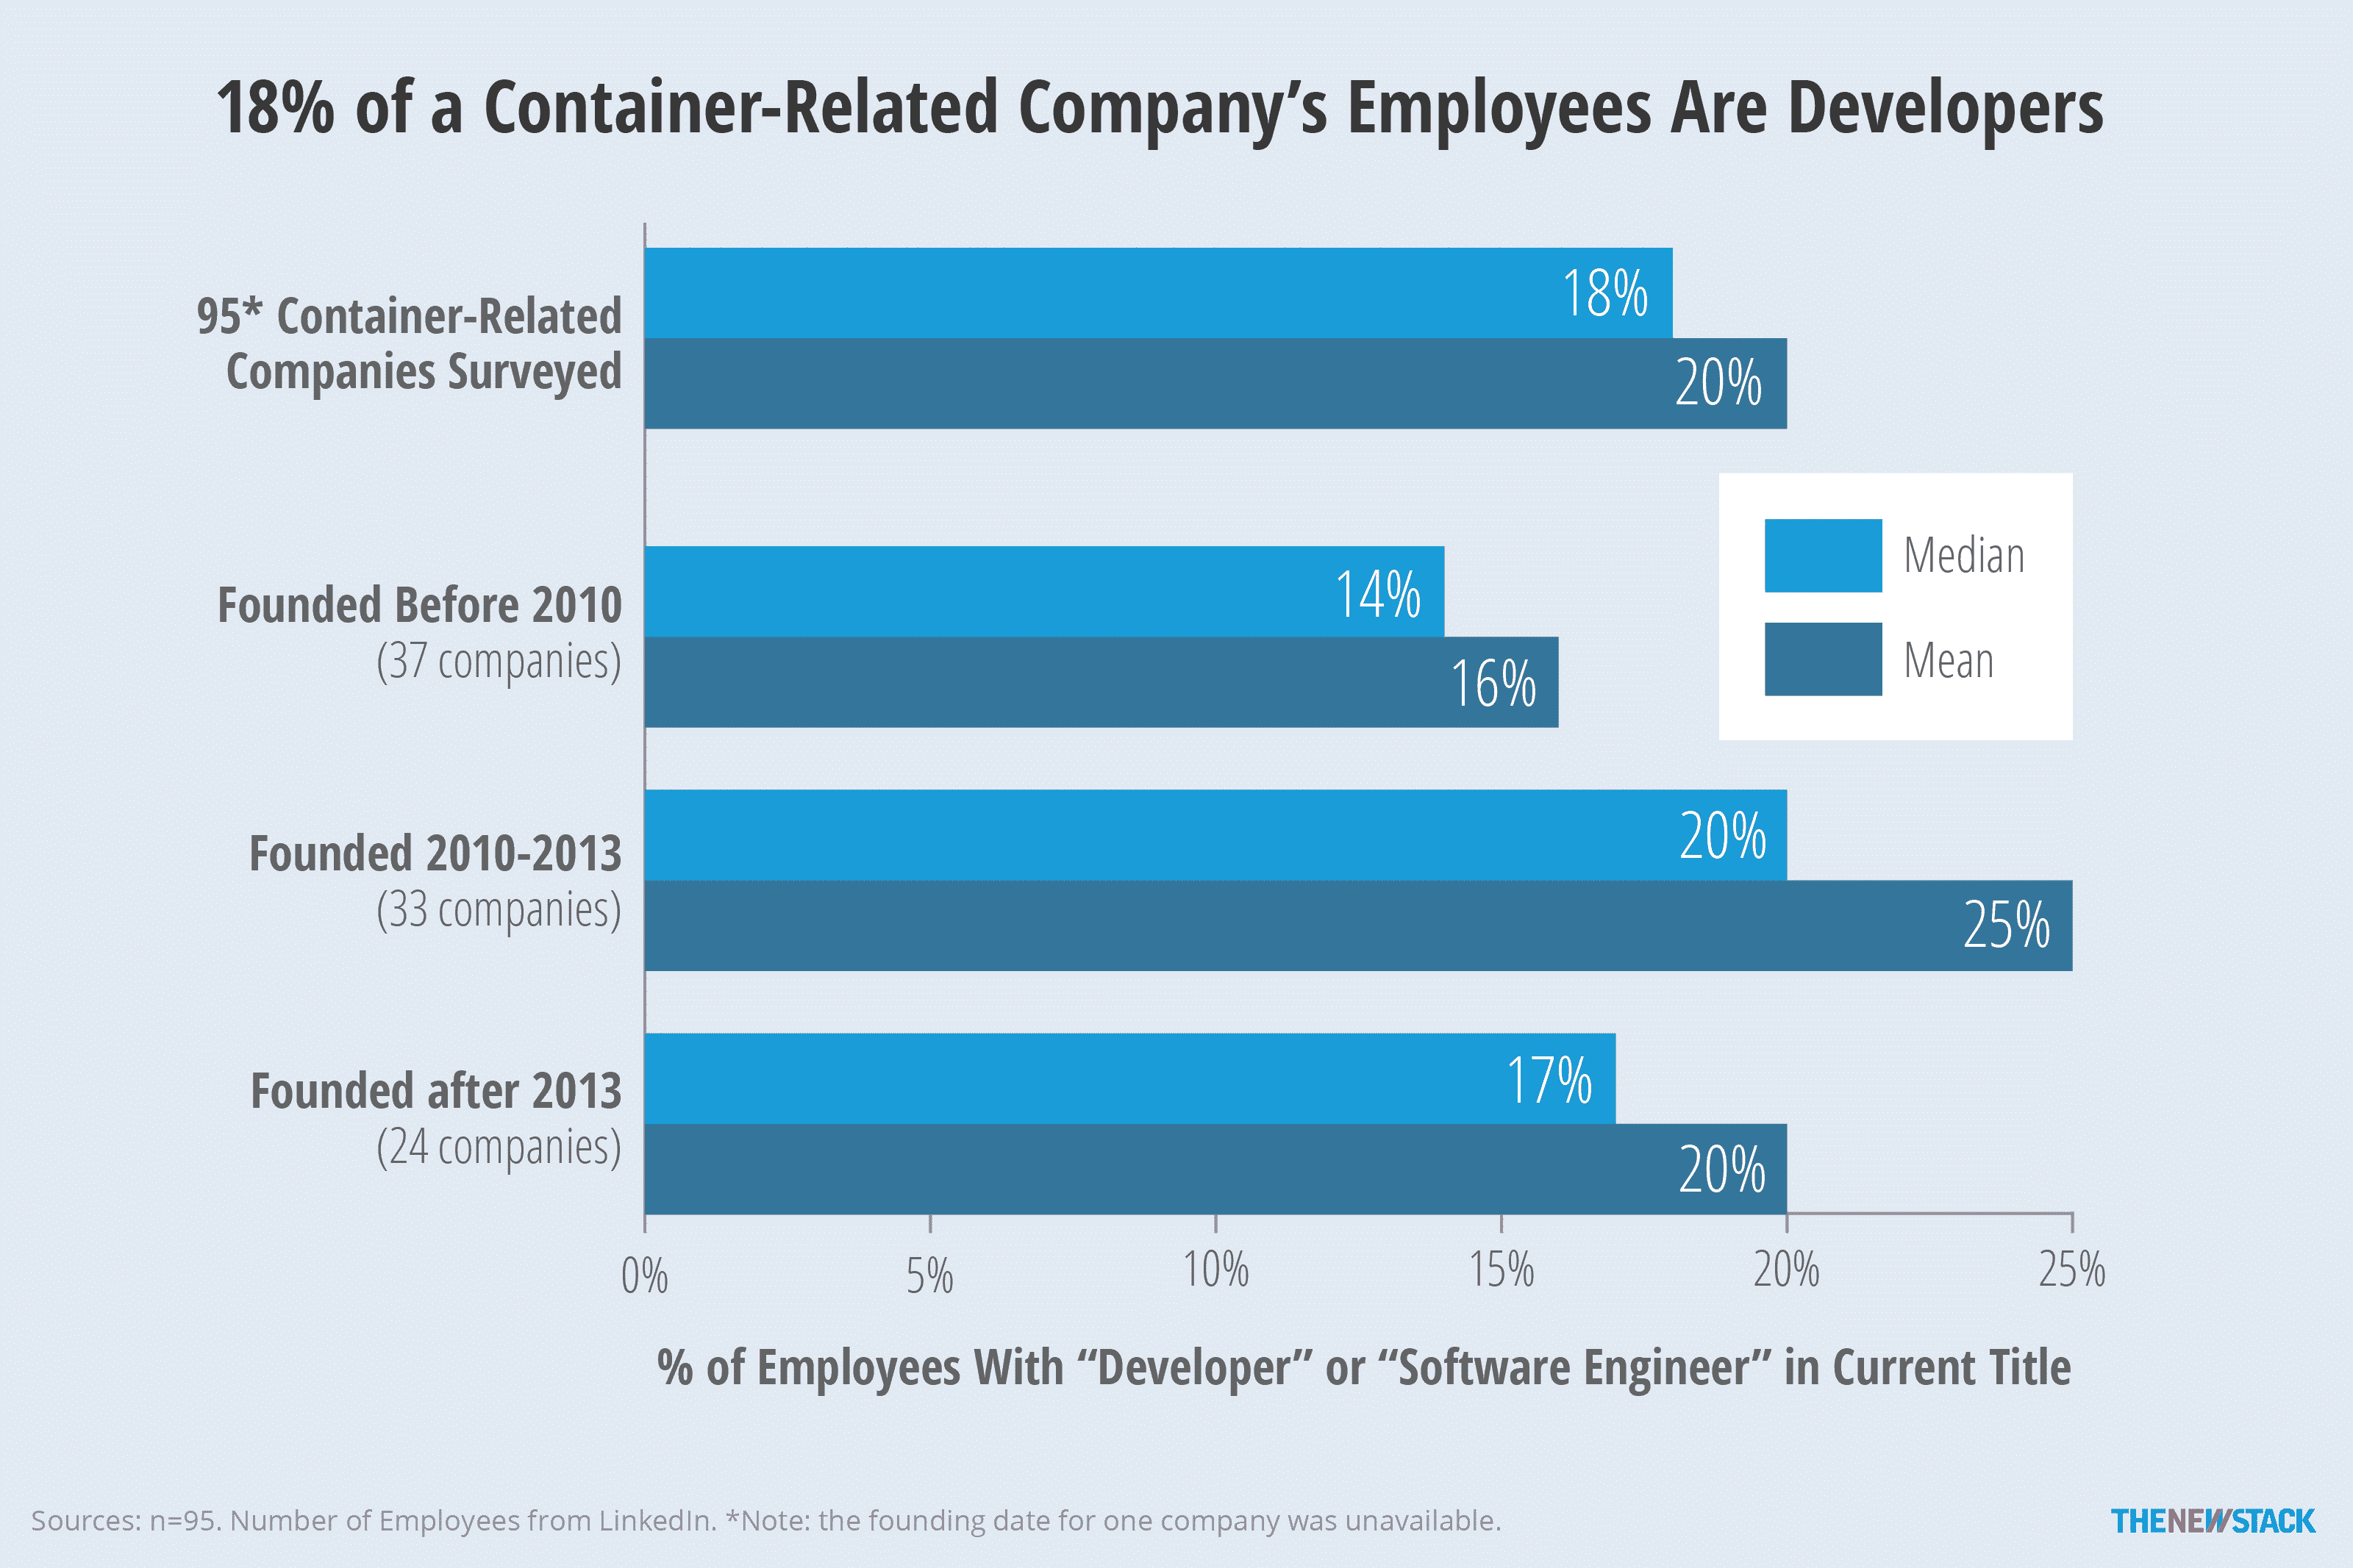 18% of a Container-Related Company’s Employees Are Developers
95* Container-Related
Companies Surveyed
18%
20%
Median
Mean
Founded Before 2010
(37 companies)
14%
16%
Founded 2010-2013
(33 companies)
20%
25%
Founded after 2013
(24 companies)
17%
20%
0% 5% 10% 15% 20% 25%
% of Employees With “Developer” or “Software Engineer” in Current Title
Sources: n=95. Number of Employees from LinkedIn. *Note: the founding date for one company was unavailable.
THENEWSTACK